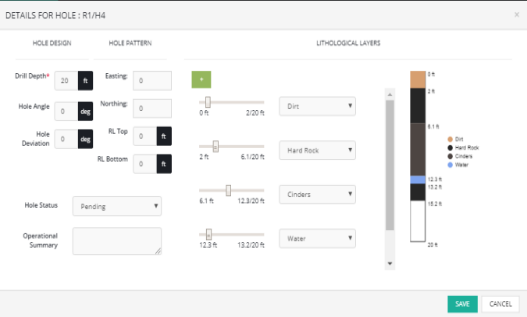 DETAILS FOR HOLE : R1/H4
×
HOLE DESIGN
HOLE PATTERN
LITHOLOGICAL LAYERS
Drill Depth* 20 ft
Easting: 0
Hole Angle 0 deg
Northing: 0
Hole Deviation 0 deg
RL Top 0 ft
RL Bottom 0 ft
Hole Status Pending
Operational Summary
+
0 ft 2/20 ft Dirt
2 ft 6.1/20 ft Hard Rock
6.1 ft 12.3/20 ft Cinders
12.3 ft 13.2/20 ft Water
0 ft
2 ft
6.1 ft
12.3 ft
13.2 ft
15.2 ft
20 ft
Dirt
Hard Rock
Cinders
Water
SAVE CANCEL